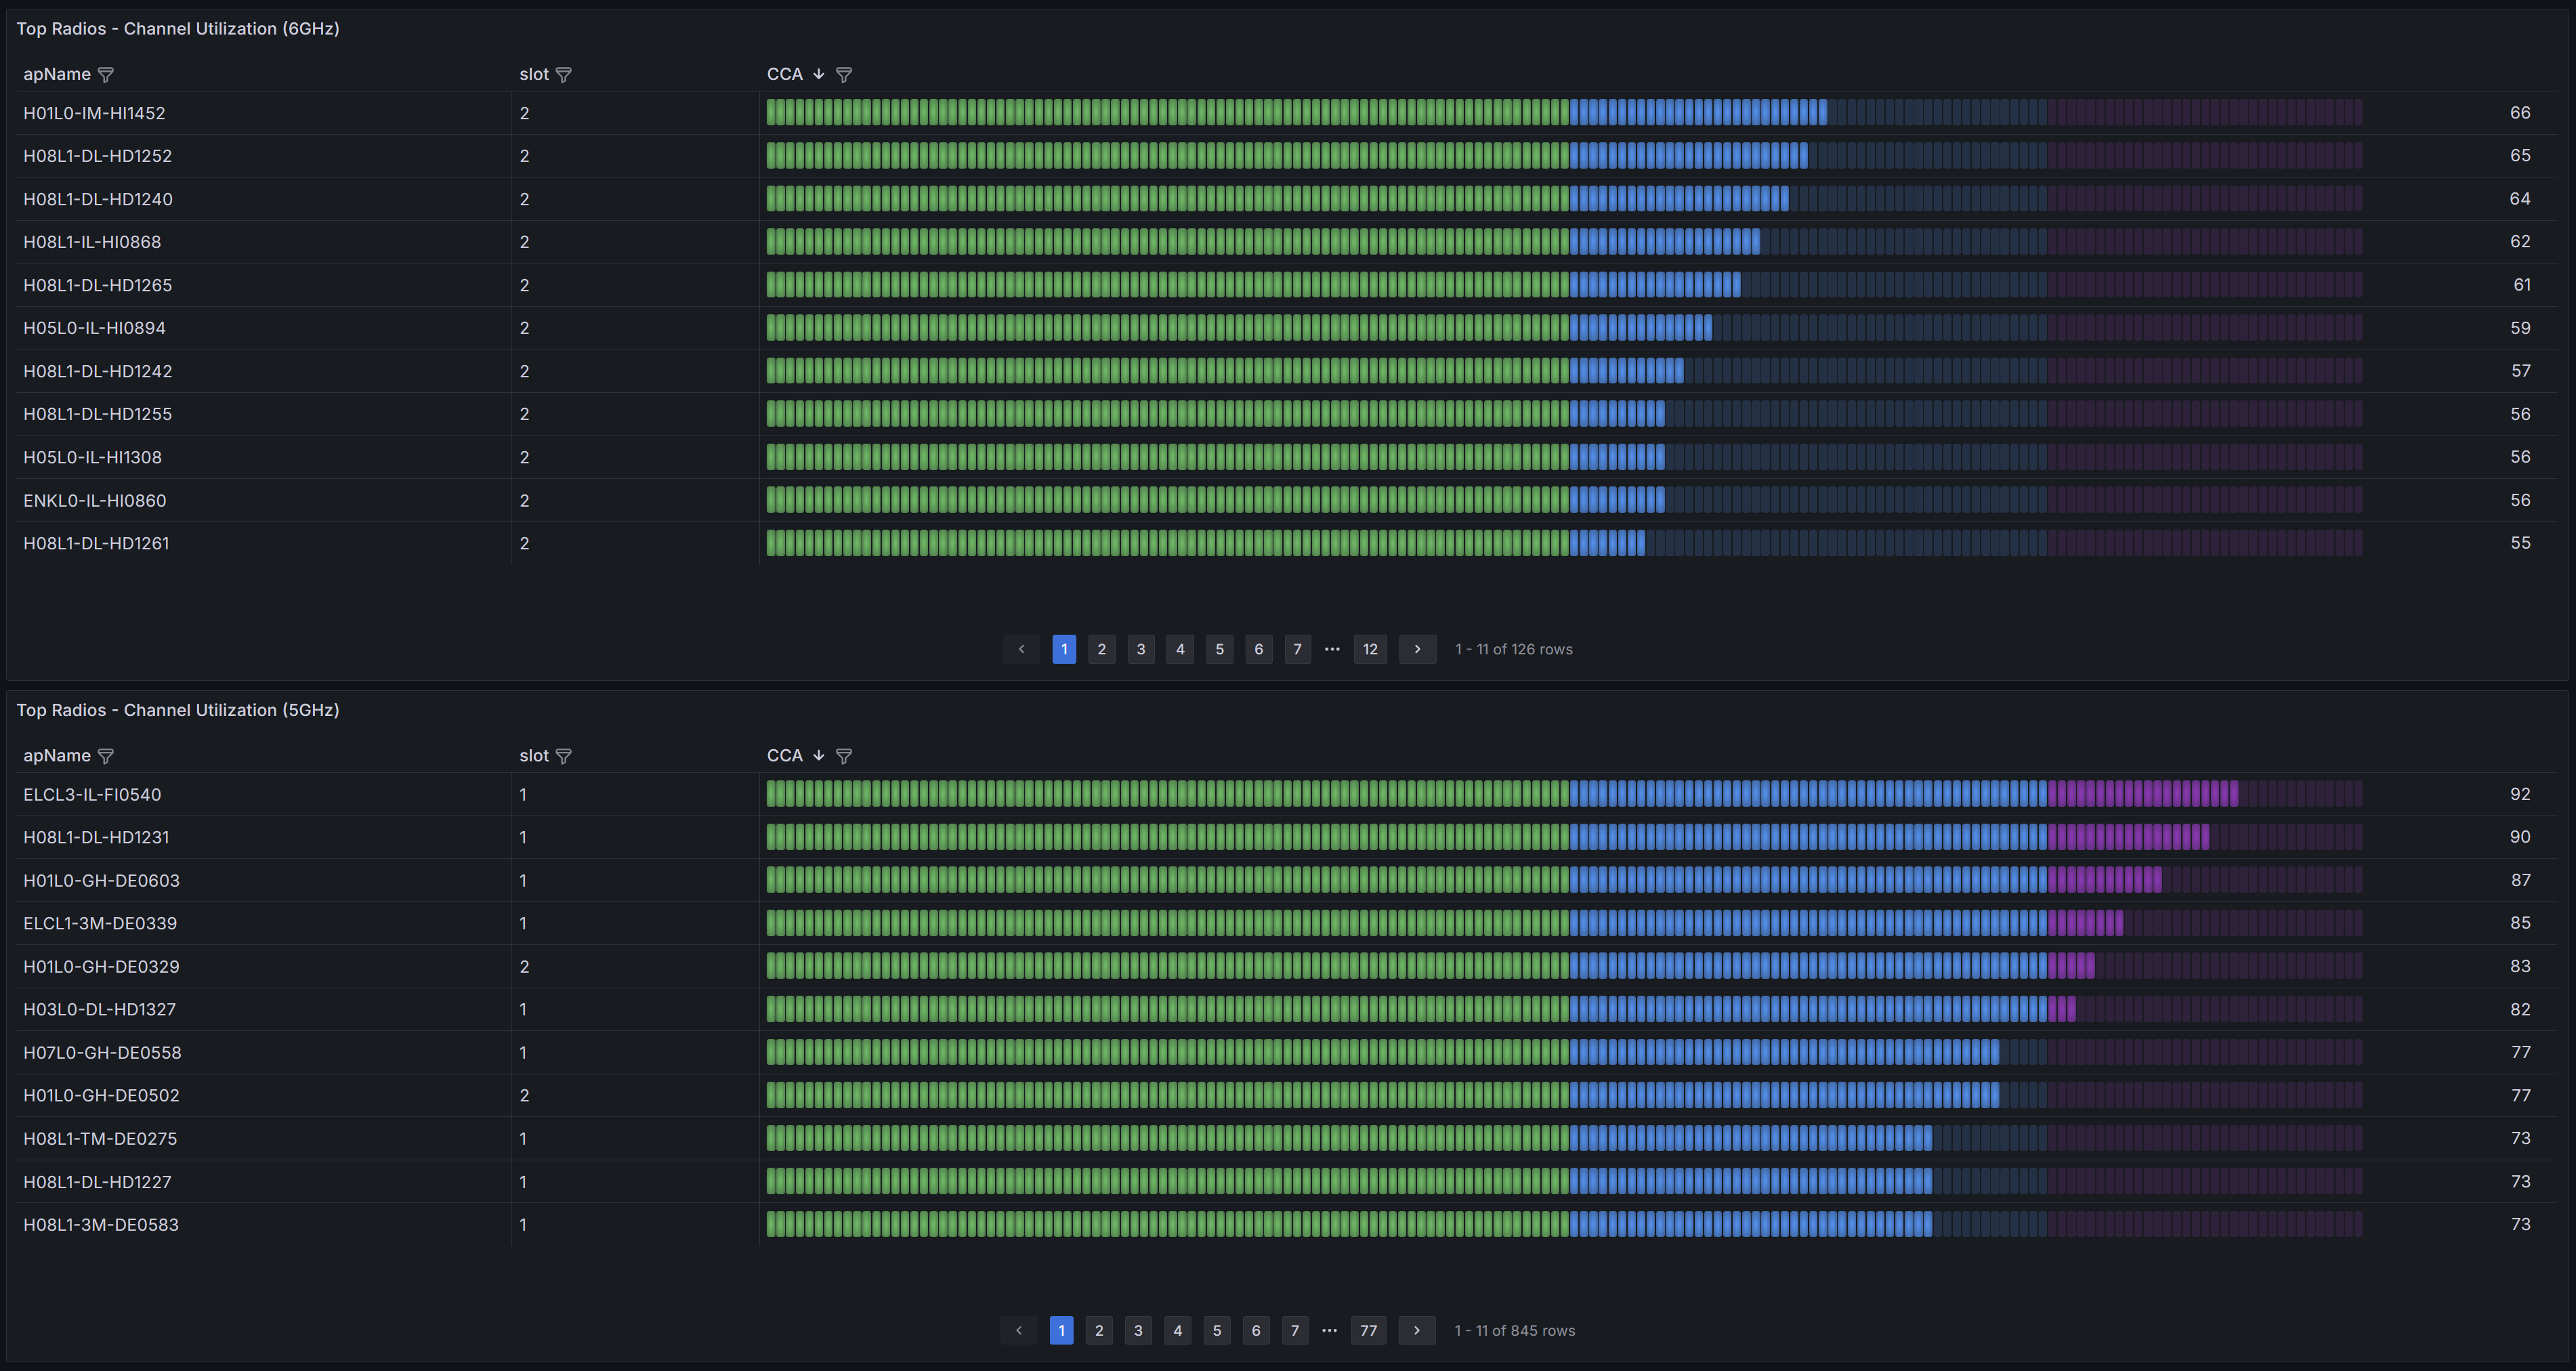 Top Radios - Channel Utilization (6GHz)
apName slot CCA
H01L0-IM-HI1452 2 66
H08L1-DL-HD1252 2 65
H08L1-DL-HD1240 2 64
H08L1-IL-HI0868 2 62
H08L1-DL-HD1265 2 61
H05L0-IL-HI0894 2 59
H08L1-DL-HD1242 2 57
H08L1-DL-HD1255 2 56
H05L0-IL-HI1308 2 56
ENKL0-IL-HI0860 2 56
H08L1-DL-HD1261 2 55
1 2 3 4 5 6 7 ... 12 1 - 11 of 126 rows
Top Radios - Channel Utilization (5GHz)
apName slot CCA
ELCL3-IL-FI0540 1 92
H08L1-DL-HD1231 1 90
H01L0-GH-DE0603 1 87
ELCL1-3M-DE0339 1 85
H01L0-GH-DE0329 2 83
H03L0-DL-HD1327 1 82
H07L0-GH-DE0558 1 77
H01L0-GH-DE0502 2 77
H08L1-TM-DE0275 1 73
H08L1-DL-HD1227 1 73
H08L1-3M-DE0583 1 73
1 2 3 4 5 6 7 ... 77 1 - 11 of 845 rows